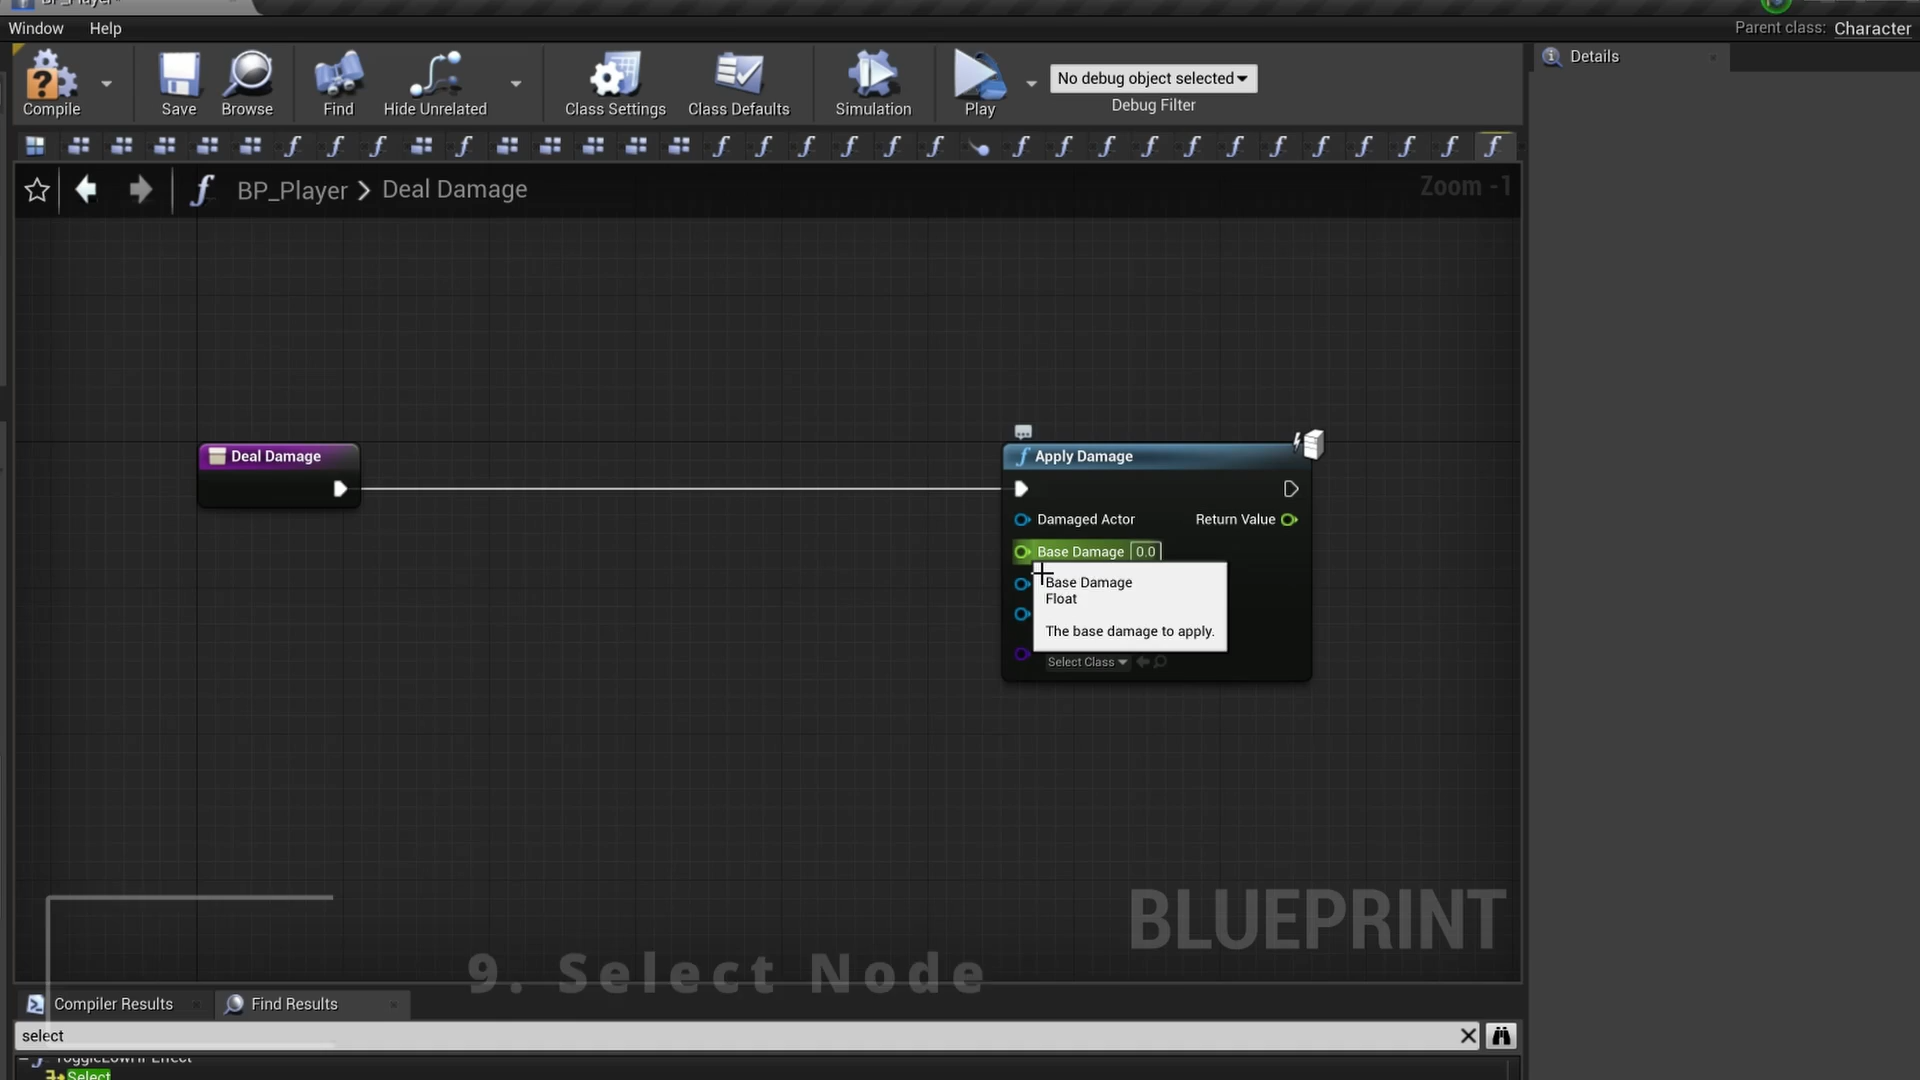 BP_Player
Window Help
Parent class: Character
Compile
Save
Browse
Find
Hide Unrelated
Class Settings
Class Defaults
Simulation
Play
No debug object selected
Debug Filter
Details
BP_Player > Deal Damage
Zoom -1
Deal Damage
Apply Damage
Damaged Actor
Return Value
Base Damage 0.0
Base Damage
Float
The base damage to apply.
Select Class
BLUEPRINT
9. Select Node
Compiler Results
Find Results
select
Select